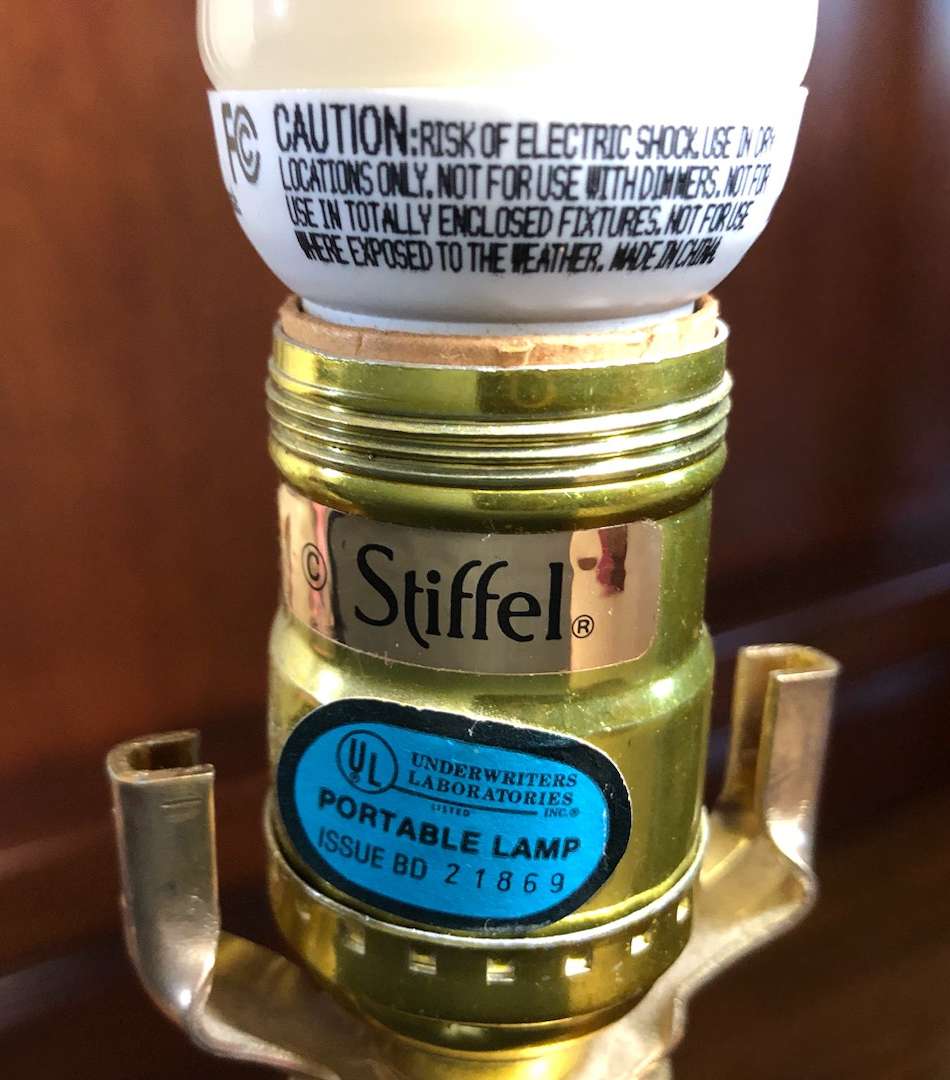 FC
CAUTION: RISK OF ELECTRIC SHOCK. USE IN DRY
LOCATIONS ONLY. NOT FOR USE WITH DIMMERS. NOT FOR
USE IN TOTALLY ENCLOSED FIXTURES. NOT FOR USE
WHERE EXPOSED TO THE WEATHER. MADE IN CHINA.
© Stiffel®
UL® UNDERWRITERS
LABORATORIES
LISTED INC.®
PORTABLE LAMP
ISSUE BD 21869